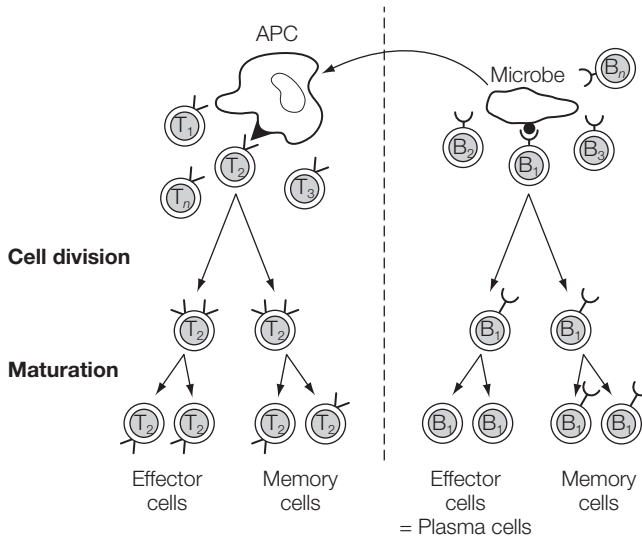 APC
Microbe
Bn
T1
B2
B3
T2
B1
Tn
T3
Cell division
T2 T2 B1 B1
Maturation
T2 T2 T2 T2 B1 B1 B1 B1
Effector cells
Memory cells
Effector cells
= Plasma cells
Memory cells